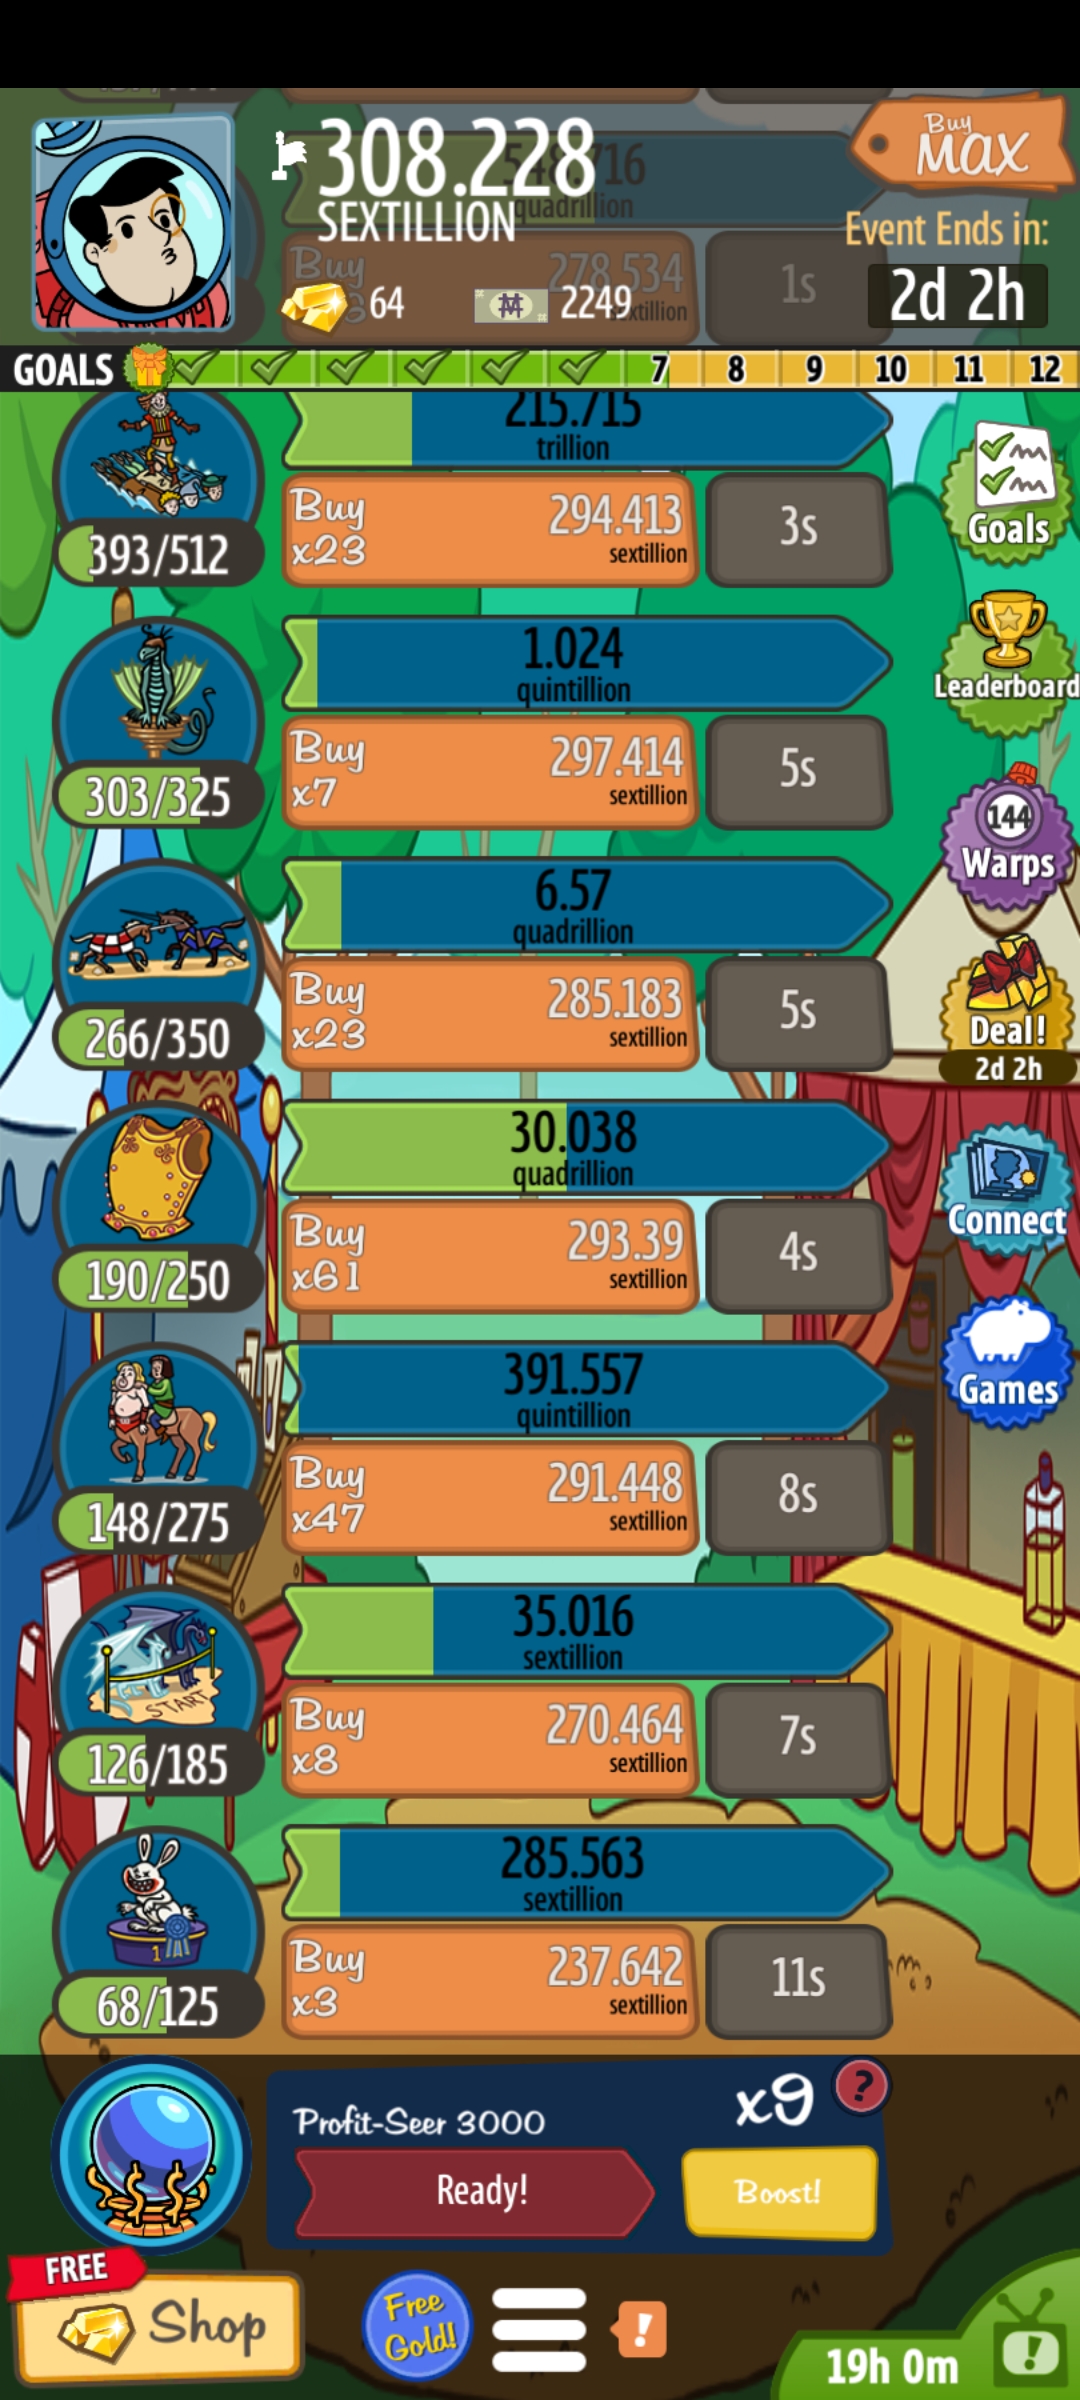 308.228
SEXTILLION
64
2249
Buy
MAX
Event Ends in:
2d 2h
quadrillion
Buy
278.534
1s
GOALS
7
8
9
10
11
12
215.715
trillion
Buy
x23
294.413
sextillion
3s
393/512
1.024
quintillion
Buy
x7
297.414
sextillion
5s
303/325
6.57
quadrillion
Buy
x23
285.183
sextillion
5s
266/350
30.038
quadrillion
Buy
x61
293.39
sextillion
4s
190/250
391.557
quintillion
Buy
x47
291.448
sextillion
8s
148/275
35.016
sextillion
Buy
x8
270.464
sextillion
7s
START
126/185
285.563
sextillion
Buy
x3
237.642
sextillion
11s
1
68/125
Goals
Leaderboard
144
Warps
Deal!
2d 2h
Connect
Games
Profit-Seer 3000
x9
?
Ready!
Boost!
FREE
Shop
Free
Gold!
!
19h 0m
!